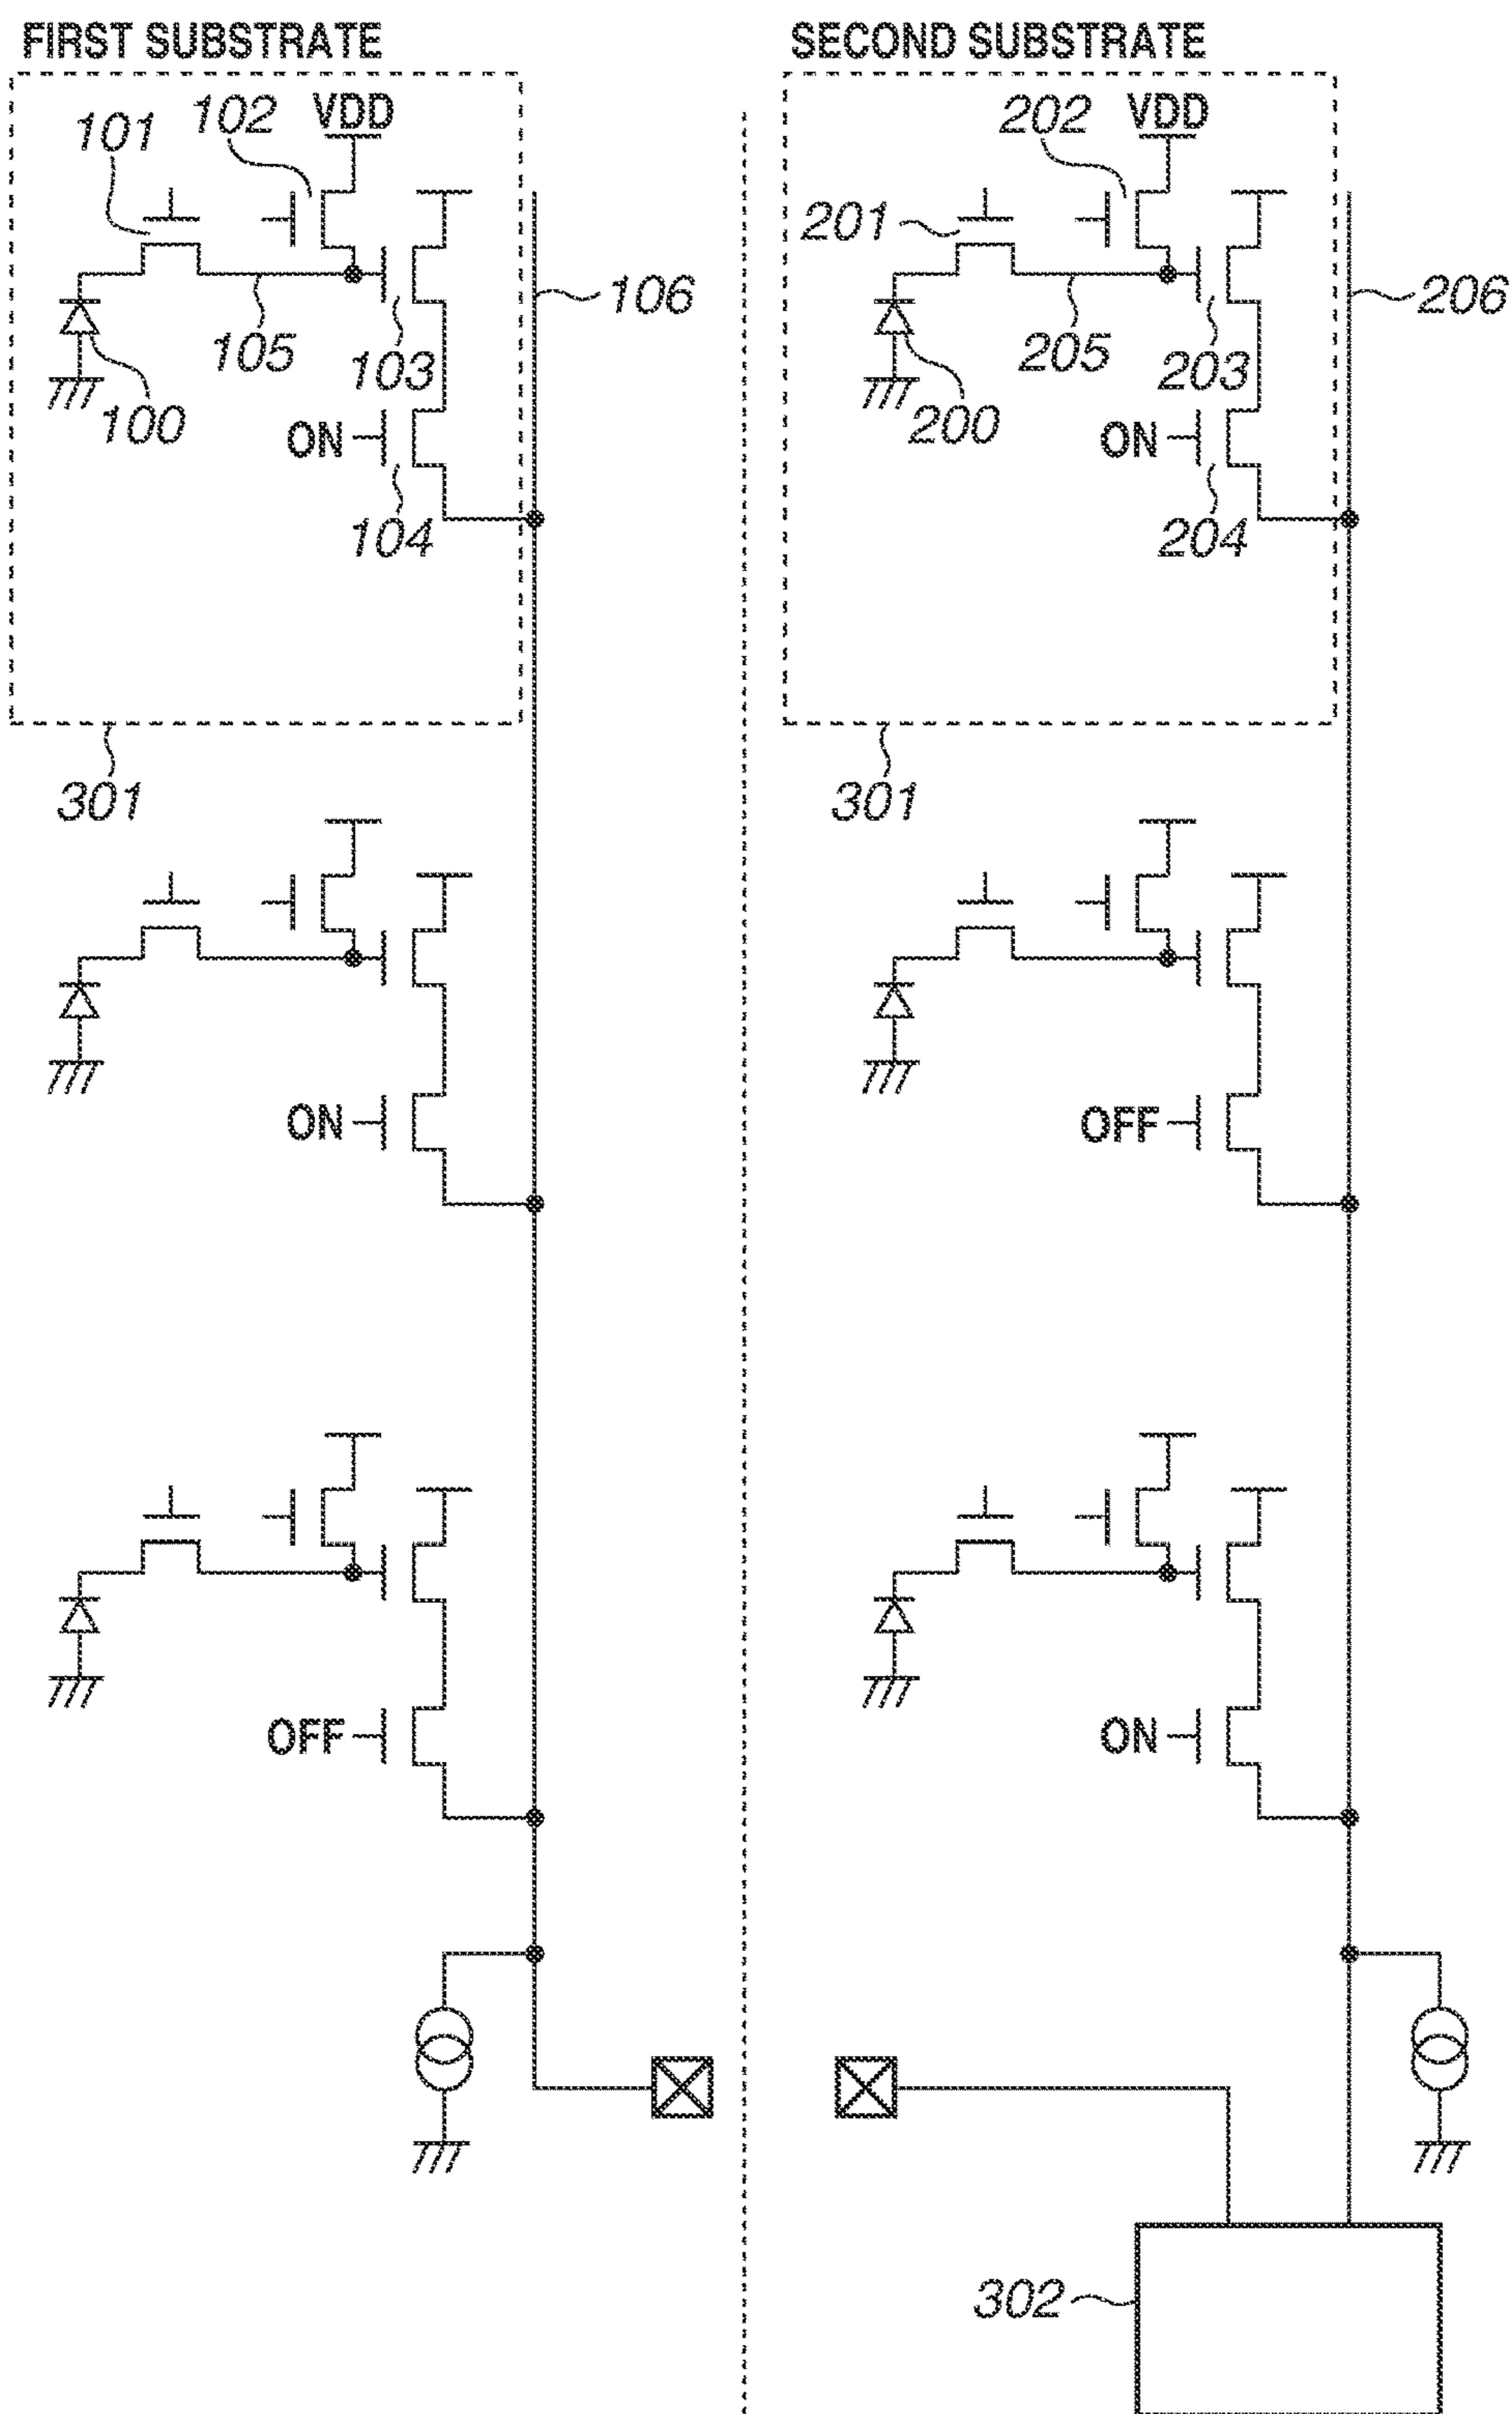 FIRST SUBSTRATE
SECOND SUBSTRATE
101
102
VDD
105
103
106
100
ON
104
301
ON
OFF
202
VDD
201
205
203
206
200
ON
204
301
OFF
ON
302